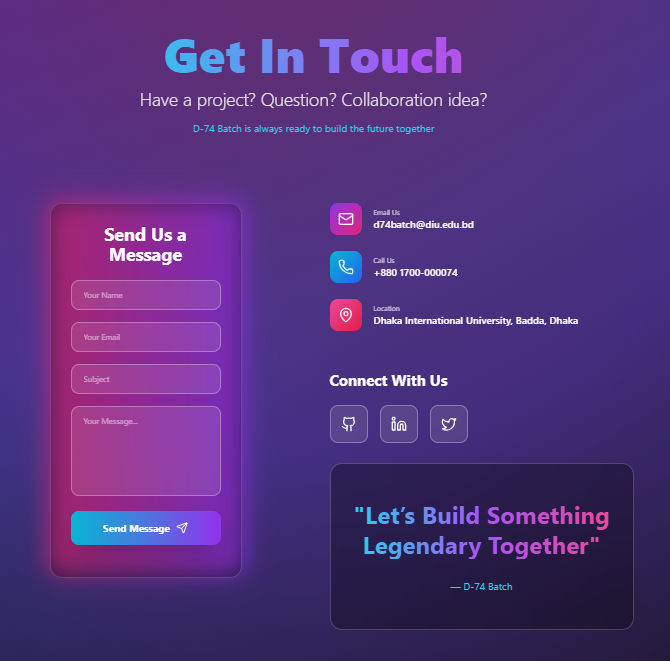 Get In Touch
Have a project? Question? Collaboration idea?
D-74 Batch is always ready to build the future together
Send Us a
Message
Your Name
Your Email
Subject
Your Message...
Send Message
Email Us
d74batch@diu.edu.bd
Call Us
+880 1700-000074
Location
Dhaka International University, Badda, Dhaka
Connect With Us
"Let’s Build Something
Legendary Together"
— D-74 Batch